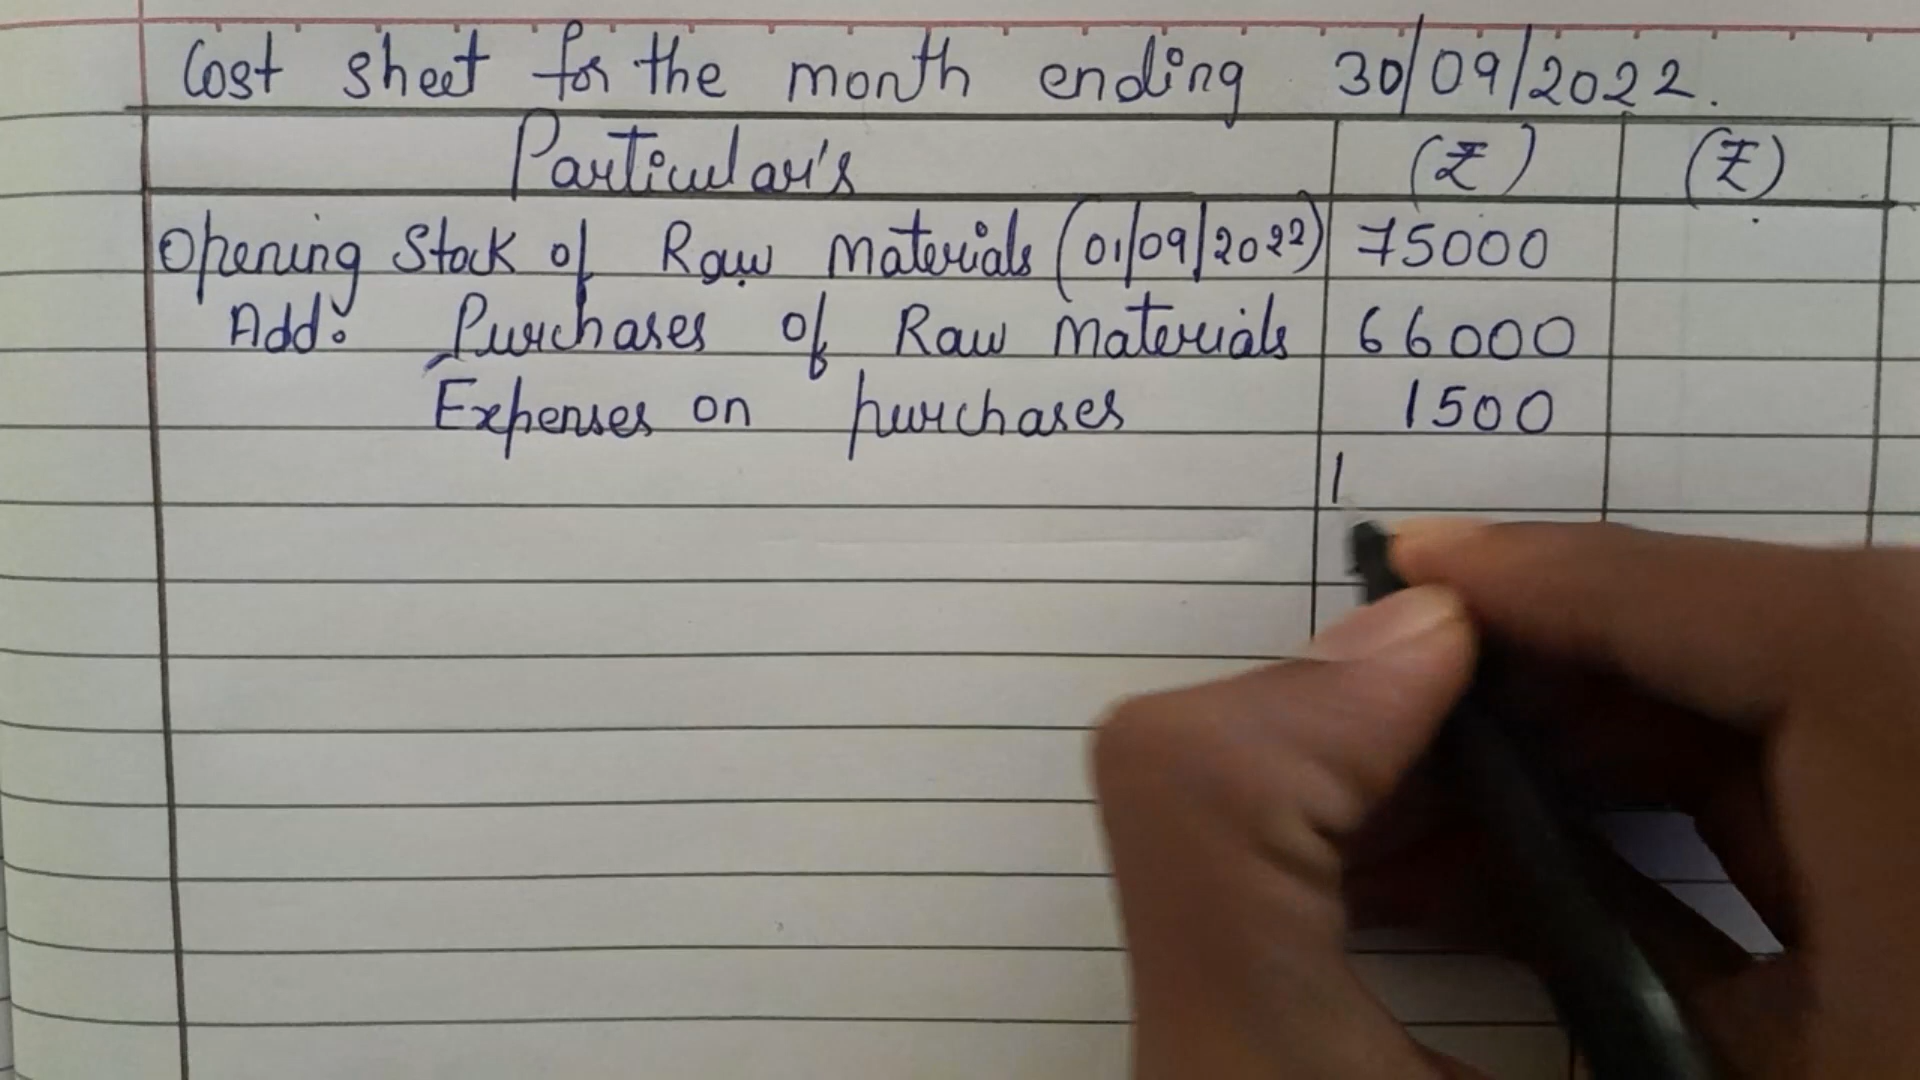 Cost sheet for the month ending 30/09/2022.
Particular's (₹) (₹)
Opening Stock of Raw Materials (01/09/2022) 75000
Add: Purchases of Raw Materials 66000
Expenses on purchases 1500
1